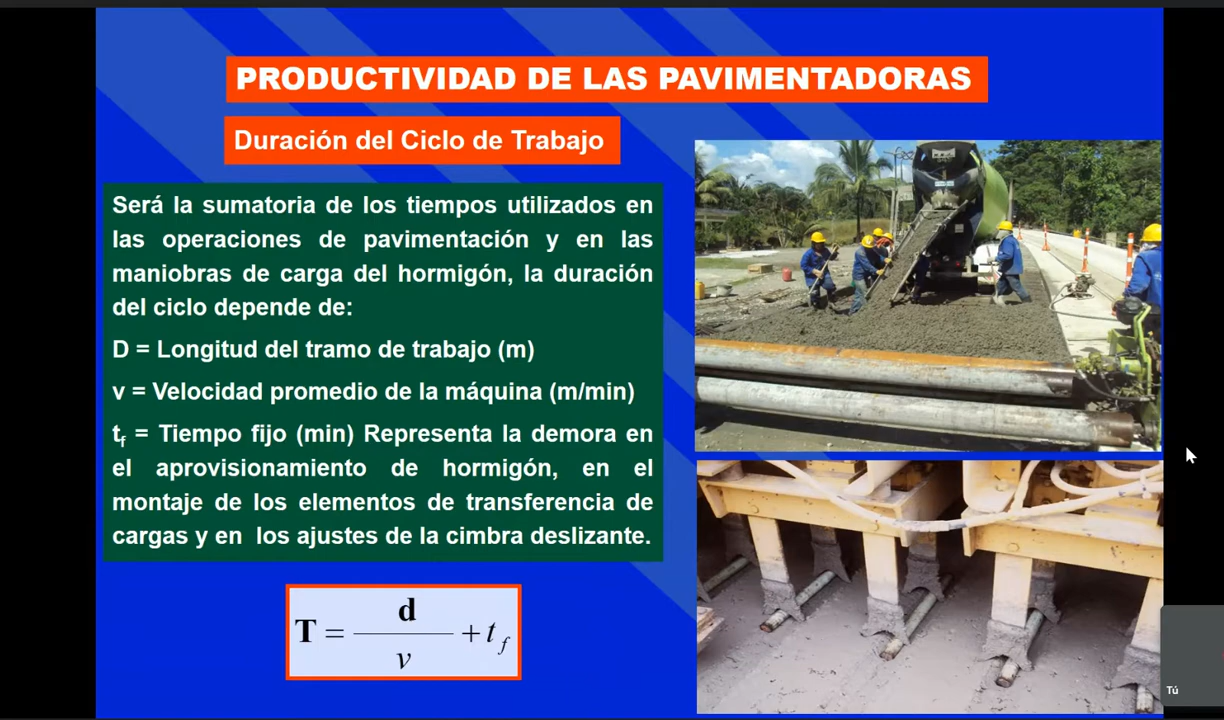 PRODUCTIVIDAD DE LAS PAVIMENTADORAS
Duración del Ciclo de Trabajo
Será la sumatoria de los tiempos utilizados en
las operaciones de pavimentación y en las
maniobras de carga del hormigón, la duración
del ciclo depende de:
D = Longitud del tramo de trabajo (m)
v = Velocidad promedio de la máquina (m/min)
tf = Tiempo fijo (min) Representa la demora en
el aprovisionamiento de hormigón, en el
montaje de los elementos de transferencia de
cargas y en los ajustes de la cimbra deslizante.
T = d / v + tf
Tú